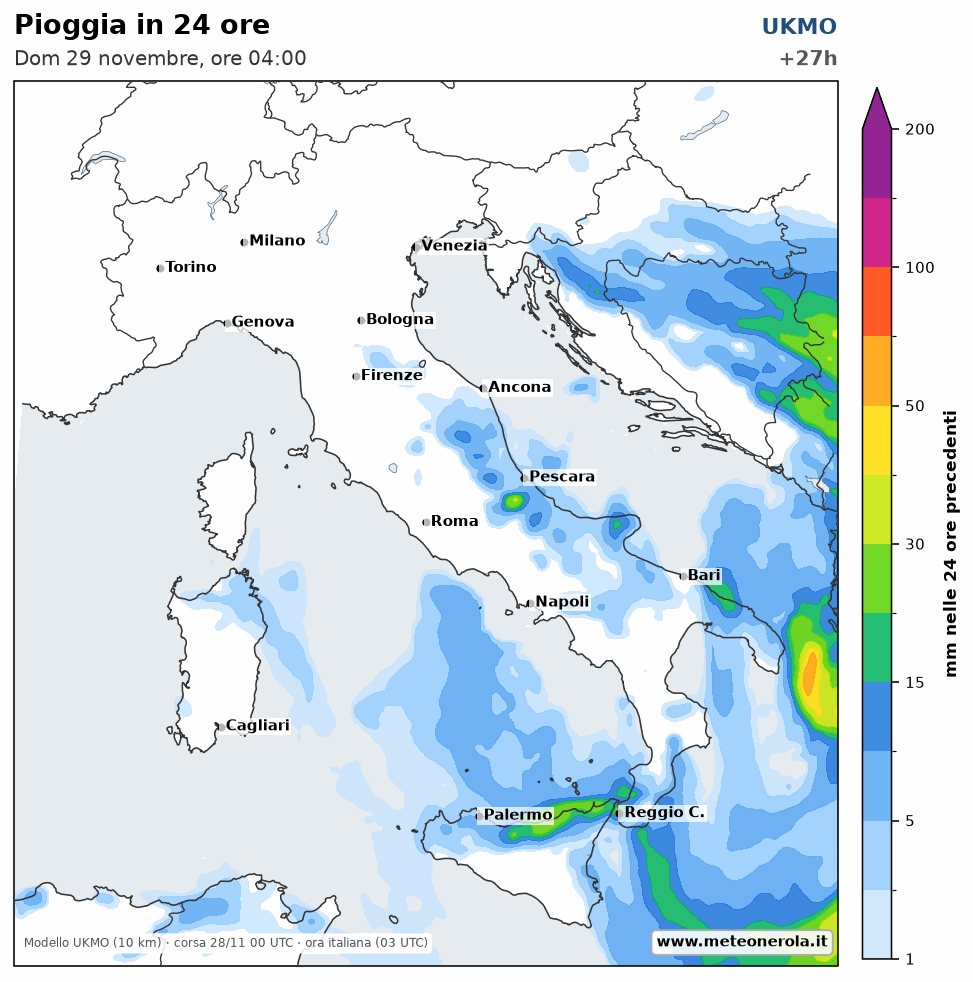 Pioggia in 24 ore
UKMO
Dom 29 novembre, ore 04:00
+27h
200
100
50
30
15
5
1
mm nelle 24 ore precedenti
Milano
Venezia
Torino
Genova
Bologna
Firenze
Ancona
Pescara
Roma
Bari
Napoli
Cagliari
Palermo
Reggio C.
Modello UKMO (10 km) · corsa 28/11 00 UTC · ora italiana (03 UTC)
www.meteonerola.it